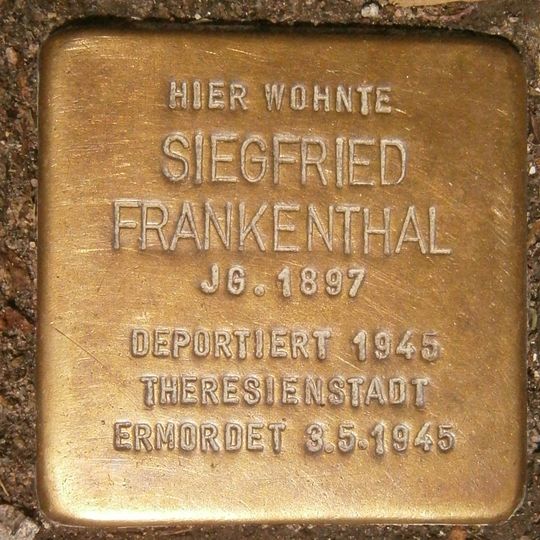 HIER WOHNTE
SIEGFRIED
FRANKENTHAL
JG. 1897
DEPORTIERT 1945
THERESIENSTADT
ERMORDET 3.5.1945